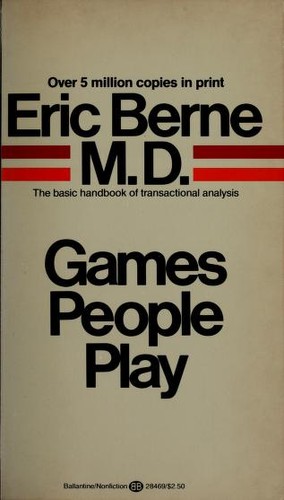 Over 5 million copies in print
Eric Berne
M.D.
The basic handbook of transactional analysis
Games
People
Play
Ballantine/Nonfiction BB 28469/$2.50